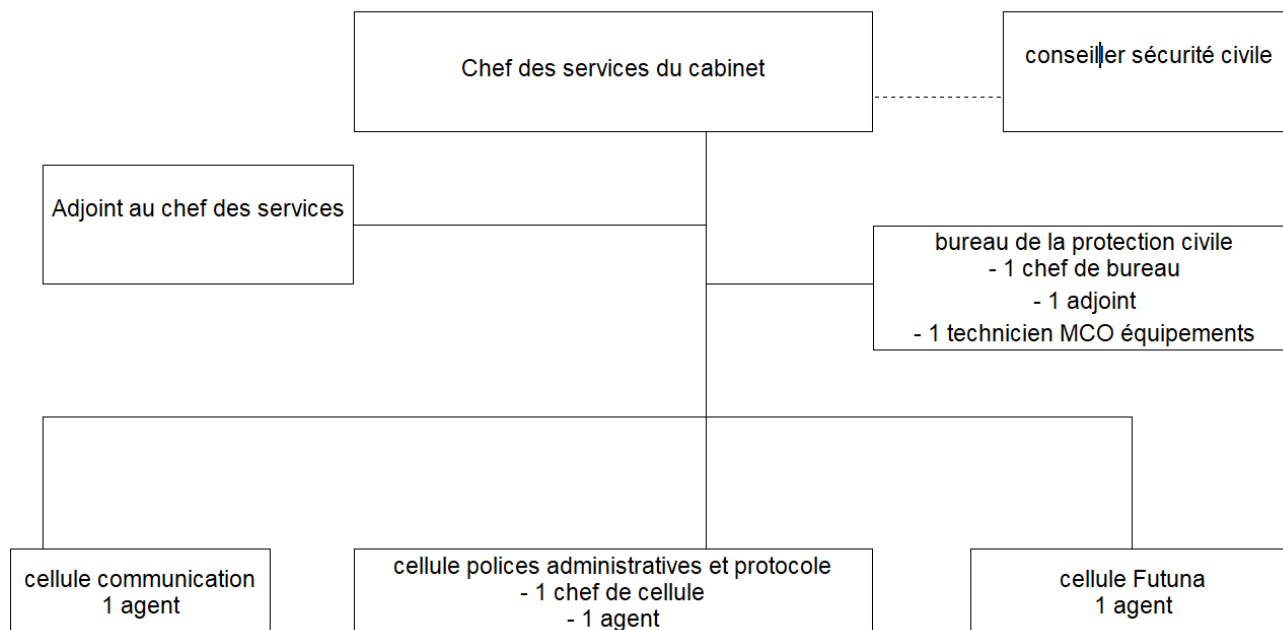 Chef des services du cabinet
conseiller sécurité civile
Adjoint au chef des services
bureau de la protection civile
- 1 chef de bureau
- 1 adjoint
- 1 technicien MCO équipements
cellule communication
1 agent
cellule polices administratives et protocole
- 1 chef de cellule
- 1 agent
cellule Futuna
1 agent